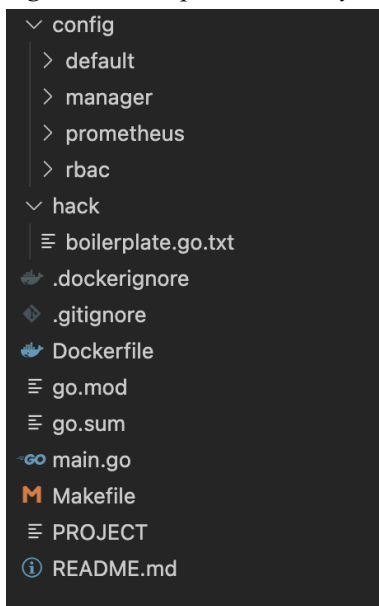 config
default
manager
prometheus
rbac
hack
boilerplate.go.txt
.dockerignore
.gitignore
Dockerfile
go.mod
go.sum
GO main.go
M Makefile
PROJECT
README.md